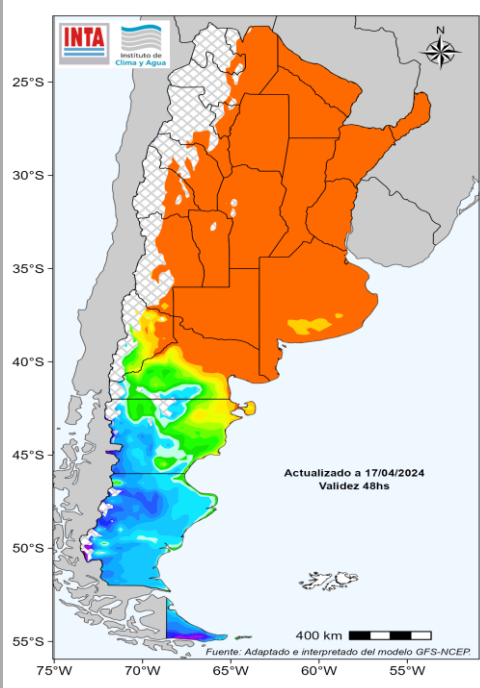 INTA
Instituto de
Clima y Agua
N
25°S
30°S
35°S
40°S
45°S
50°S
55°S
Actualizado a 17/04/2024
Validez 48hs
400 km
Fuente: Adaptado e interpretado del modelo GFS-NCEP.
75°W
70°W
65°W
60°W
55°W